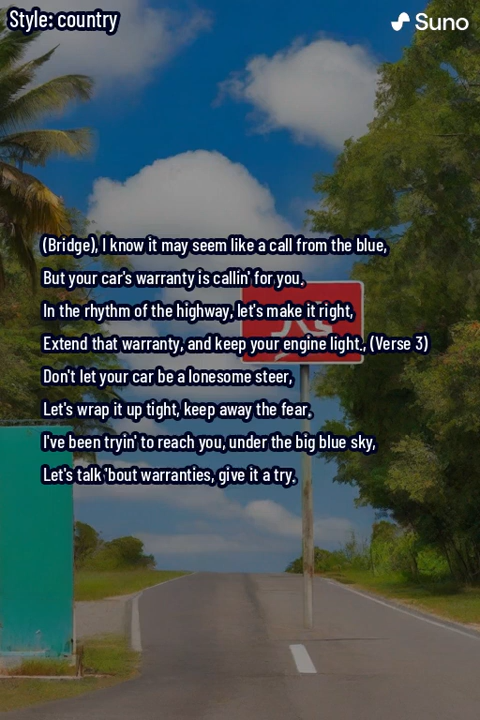 Style: country
Suno
(Bridge), I know it may seem like a call from the blue,
But your car's warranty is callin' for you.
In the rhythm of the highway, let's make it right,
Extend that warranty, and keep your engine light., (Verse 3)
Don't let your car be a lonesome steer,
Let's wrap it up tight, keep away the fear.
I've been tryin' to reach you, under the big blue sky,
Let's talk 'bout warranties, give it a try.